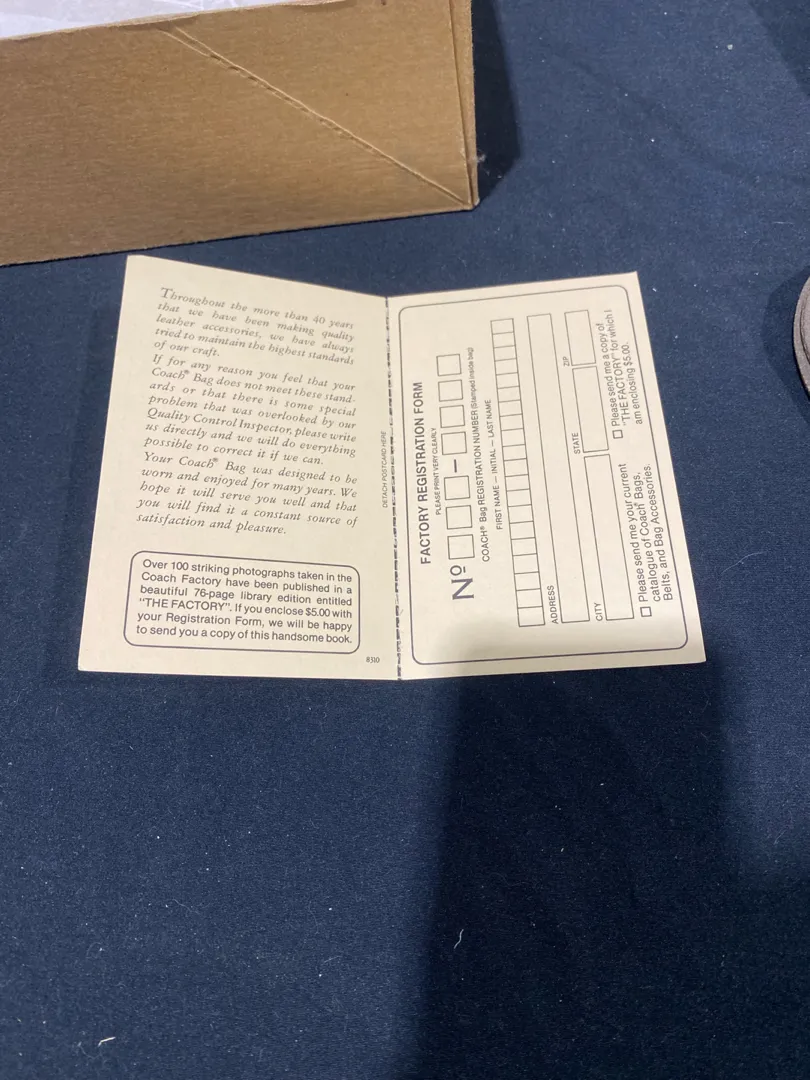 Throughout the more than 40 years
that we have been making quality
leather accessories, we have always
tried to maintain the highest standards
of our craft.
If for any reason you feel that your
Coach® Bag does not meet these stand-
ards or that there is some special
problem that was overlooked by our
Quality Control Inspector, please write
us directly and we will do everything
possible to correct it if we can.
Your Coach® Bag was designed to be
worn and enjoyed for many years. We
hope it will serve you well and that
you will find it a constant source of
satisfaction and pleasure.
Over 100 striking photographs taken in the
Coach Factory have been published in a
beautiful 76-page library edition entitled
"THE FACTORY". If you enclose $5.00 with
your Registration Form, we will be happy
to send you a copy of this handsome book.
8310
DETACH POSTCARD HERE
FACTORY REGISTRATION FORM
PLEASE PRINT VERY CLEARLY
Nº –
COACH® Bag REGISTRATION NUMBER (Stamped inside bag)
FIRST NAME — INITIAL — LAST NAME
ADDRESS
CITY
STATE
ZIP
Please send me your current
catalogue of Coach® Bags,
Belts, and Bag Accessories.
Please send me a copy of
"THE FACTORY" for which I
am enclosing $5.00.